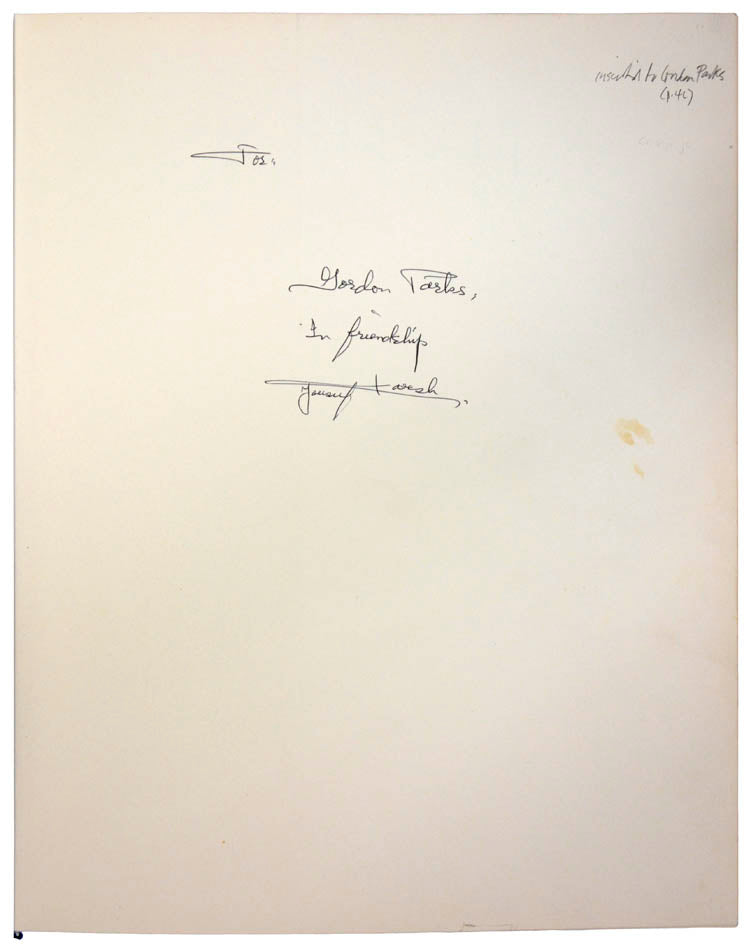 inscribed to Gordon Parks
For:
Gordon Parks,
In friendship
Yousuf Karsh.